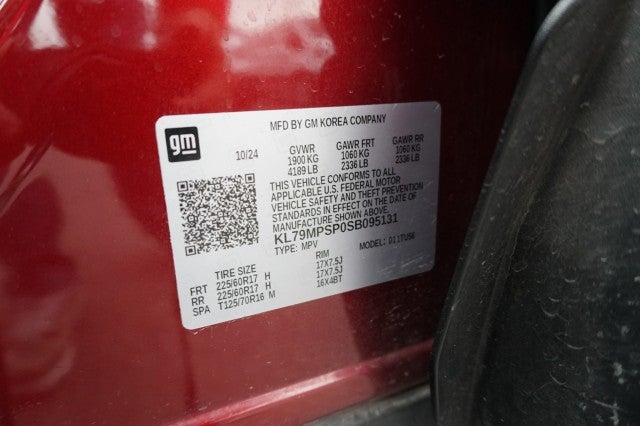 MFD BY GM KOREA COMPANY
gm
10/24 GVWR GAWR FRT GAWR RR
1900 KG 1060 KG 1060 KG
4189 LB 2336 LB 2336 LB
THIS VEHICLE CONFORMS TO ALL
APPLICABLE U.S. FEDERAL MOTOR
VEHICLE SAFETY AND THEFT PREVENTION
STANDARDS IN EFFECT ON THE DATE OF
MANUFACTURE SHOWN ABOVE.
KL79MPSP0SB095131
TYPE: MPV MODEL: D11TU56
TIRE SIZE RIM
FRT 225/60R17 H 17X7.5J
RR 225/60R17 H 17X7.5J
SPA T125/70R16 M 16X4BT